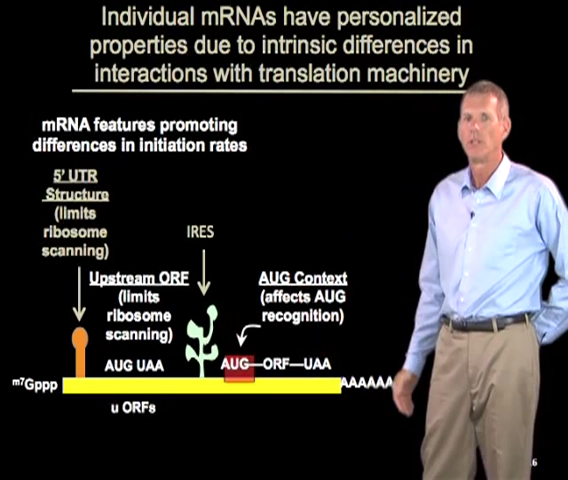 Individual mRNAs have personalized
properties due to intrinsic differences in
interactions with translation machinery
mRNA features promoting
differences in initiation rates
5' UTR
Structure
(limits
ribosome
scanning)
IRES
Upstream ORF
(limits
ribosome
scanning)
AUG Context
(affects AUG
recognition)
AUG UAA
AUG—ORF—UAA
m⁷Gppp
AAAAAA
u ORFs
6